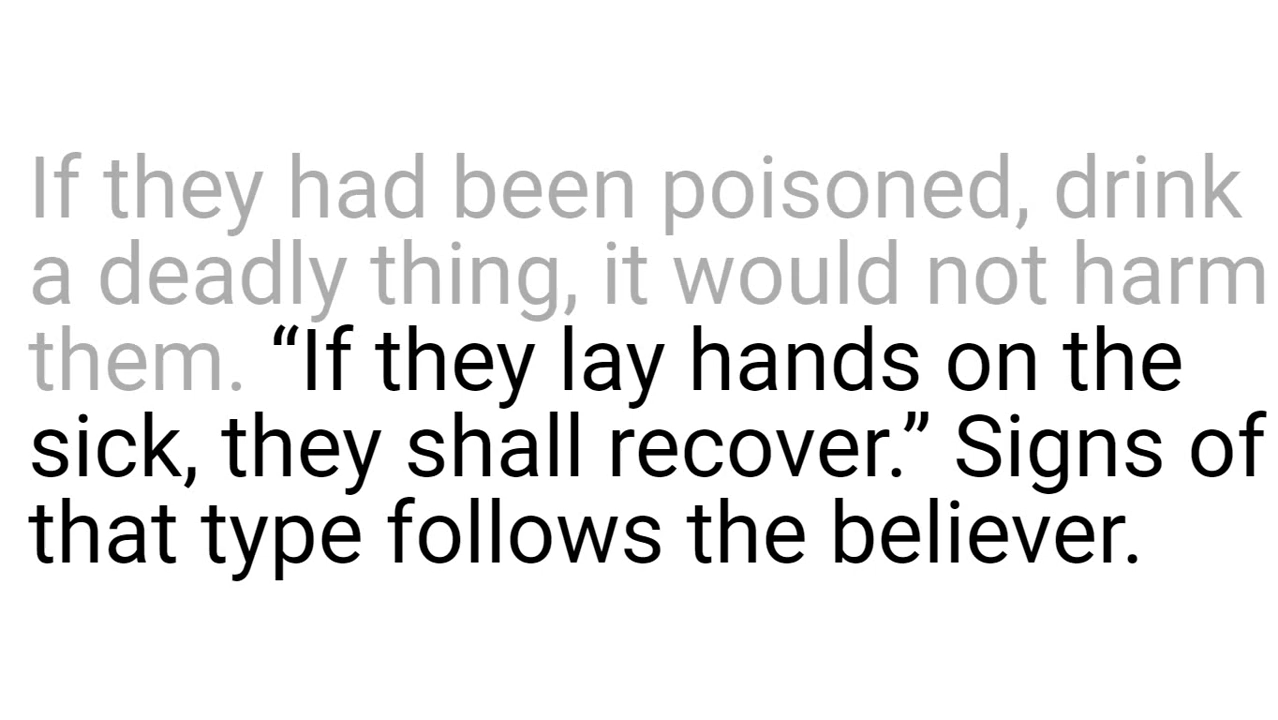 If they had been poisoned, drink
a deadly thing, it would not harm
them. “If they lay hands on the
sick, they shall recover.” Signs of
that type follows the believer.